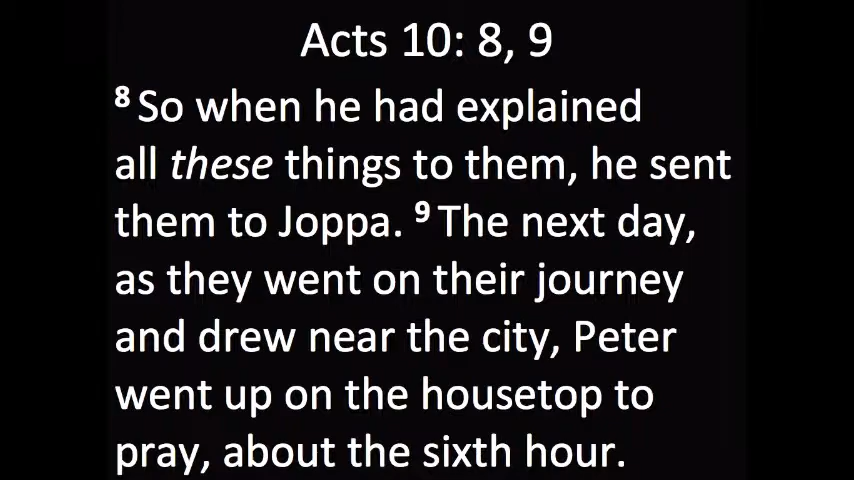 Acts 10: 8, 9
8 So when he had explained
all these things to them, he sent
them to Joppa. 9 The next day,
as they went on their journey
and drew near the city, Peter
went up on the housetop to
pray, about the sixth hour.